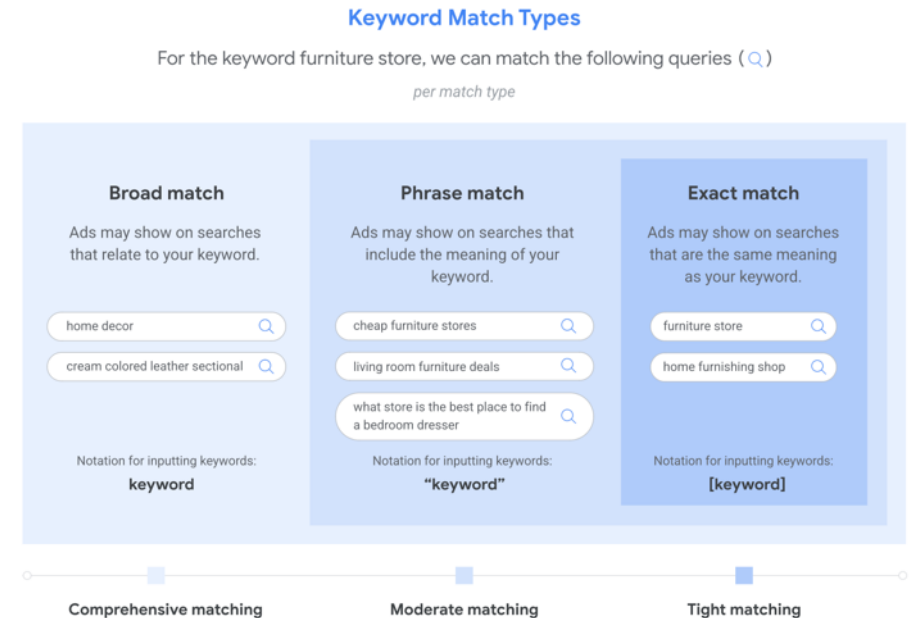 Keyword Match Types
For the keyword furniture store, we can match the following queries ( )
per match type
Broad match
Ads may show on searches
that relate to your keyword.
home decor
cream colored leather sectional
Notation for inputting keywords:
keyword
Phrase match
Ads may show on searches that
include the meaning of your
keyword.
cheap furniture stores
living room furniture deals
what store is the best place to find
a bedroom dresser
Notation for inputting keywords:
“keyword”
Exact match
Ads may show on searches
that are the same meaning
as your keyword.
furniture store
home furnishing shop
Notation for inputting keywords:
[keyword]
Comprehensive matching
Moderate matching
Tight matching